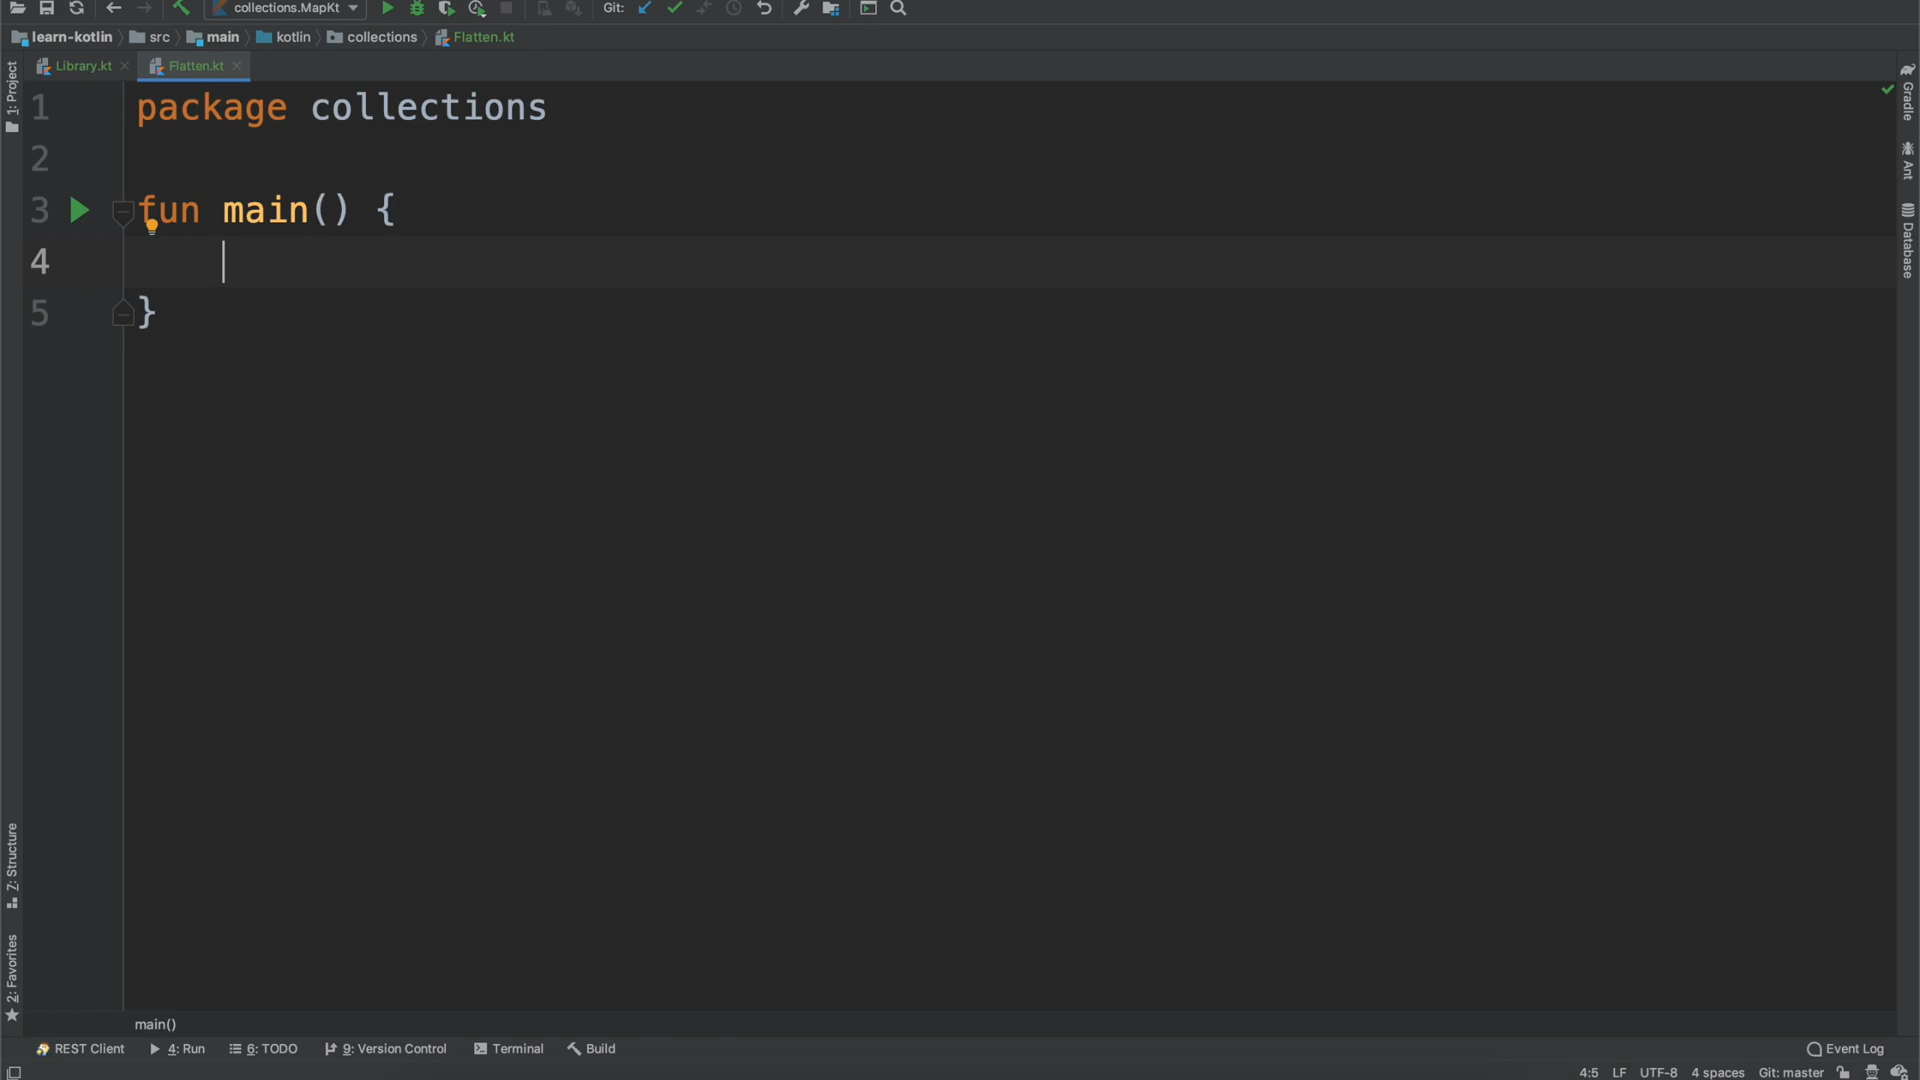 collections.MapKt
Git:
learn-kotlin src main kotlin collections Flatten.kt
Library.kt Flatten.kt
1: Project
Z: Structure
2: Favorites
1 package collections
2
3 fun main() {
4
5 }
Gradle
Ant
Database
main()
REST Client 4: Run 6: TODO 9: Version Control Terminal Build Event Log
4:5 LF UTF-8 4 spaces Git: master